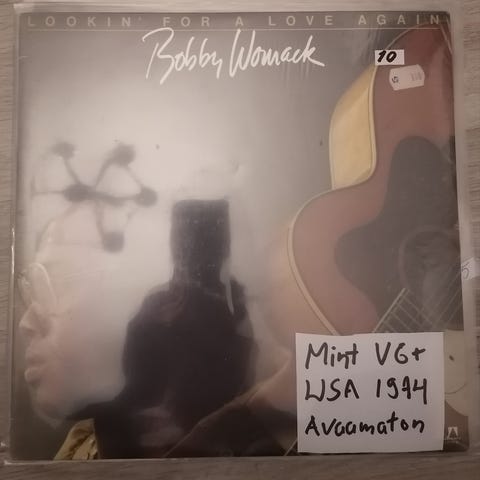 LOOKIN' FOR A LOVE AGAIN
Bobby Womack
10
Mint VG+
USA 1974
Avaamaton